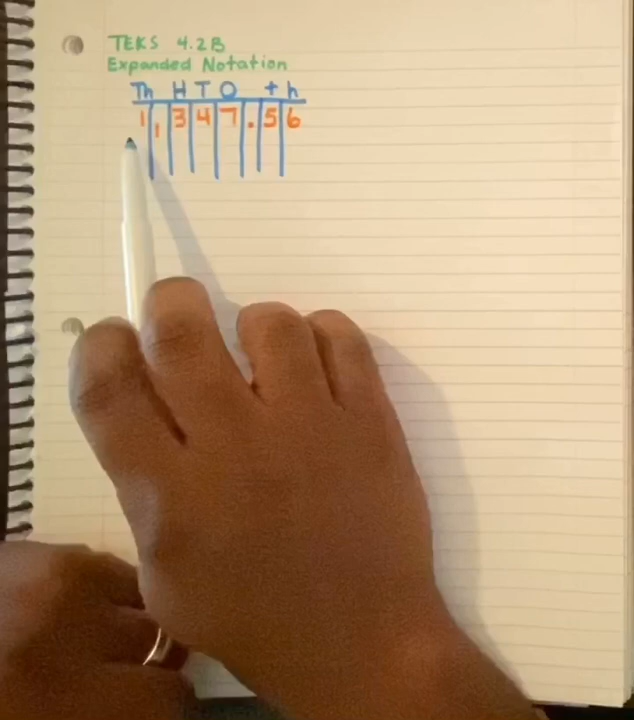 TEKS 4.2B
Expanded Notation
Th H T O t h
1,347.56